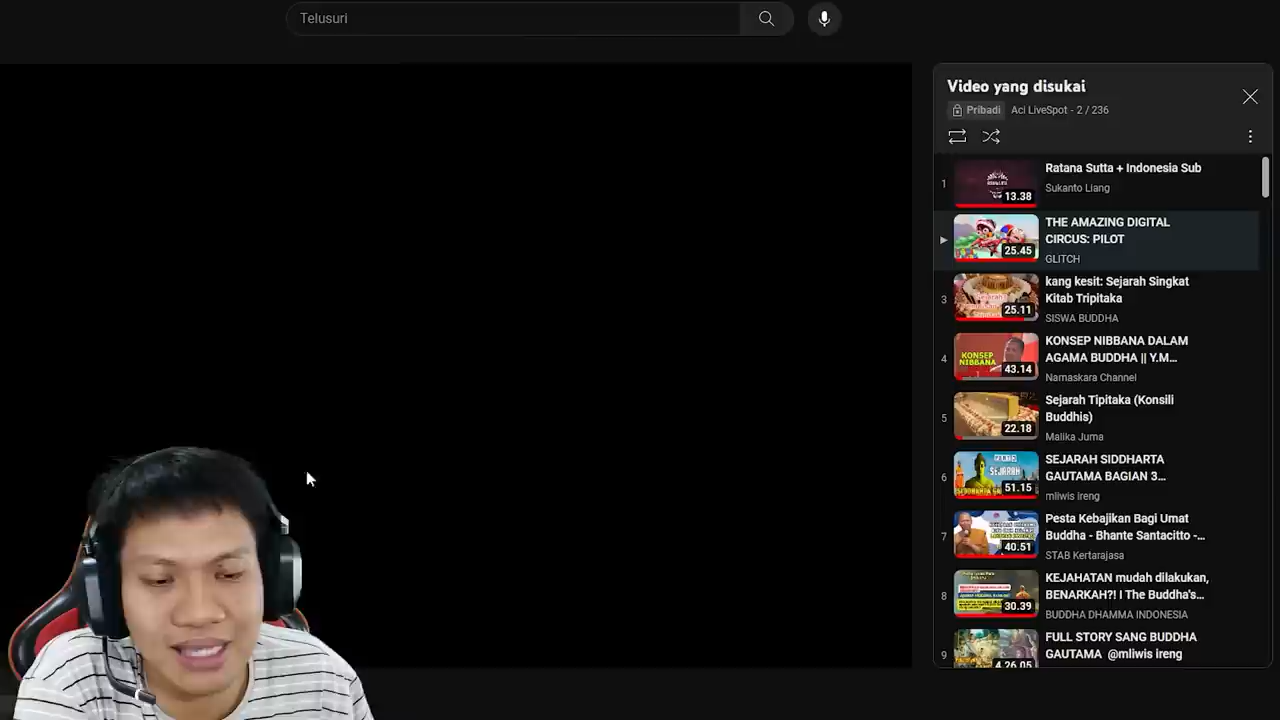 Telusuri
Video yang disukai
Pribadi
Aci LiveSpot - 2 / 236
1
13.38
Ratana Sutta + Indonesia Sub
Sukanto Liang
25.45
THE AMAZING DIGITAL
CIRCUS: PILOT
GLITCH
3
25.11
kang kesit: Sejarah Singkat
Kitab Tripitaka
SISWA BUDDHA
4
KONSEP
NIBBANA
43.14
KONSEP NIBBANA DALAM
AGAMA BUDDHA || Y.M...
Namaskara Channel
5
22.18
Sejarah Tipitaka (Konsili
Buddhis)
Malika Juma
6
SEJARAH
51.15
SEJARAH SIDDHARTA
GAUTAMA BAGIAN 3...
mliwis ireng
7
40.51
Pesta Kebajikan Bagi Umat
Buddha - Bhante Santacitto -...
STAB Kertarajasa
8
30.39
KEJAHATAN mudah dilakukan,
BENARKAH?! I The Buddha's...
BUDDHA DHAMMA INDONESIA
9
4.26.05
FULL STORY SANG BUDDHA
GAUTAMA @mliwis ireng